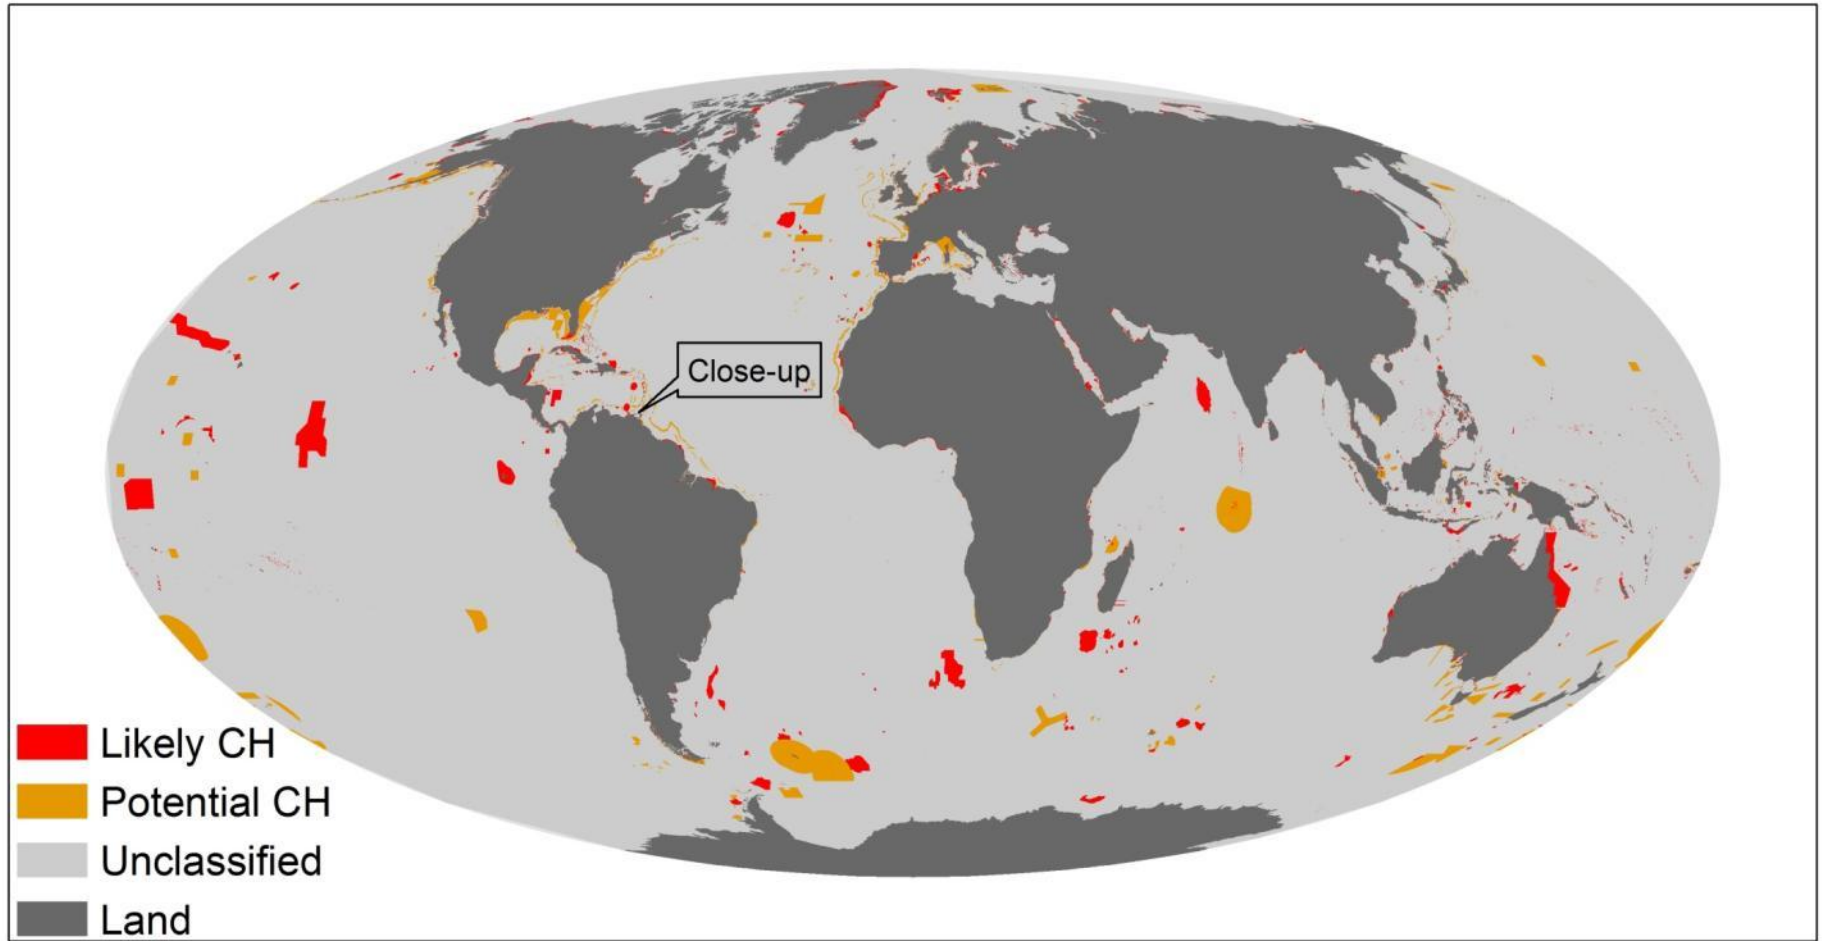 Close-up
Likely CH
Potential CH
Unclassified
Land